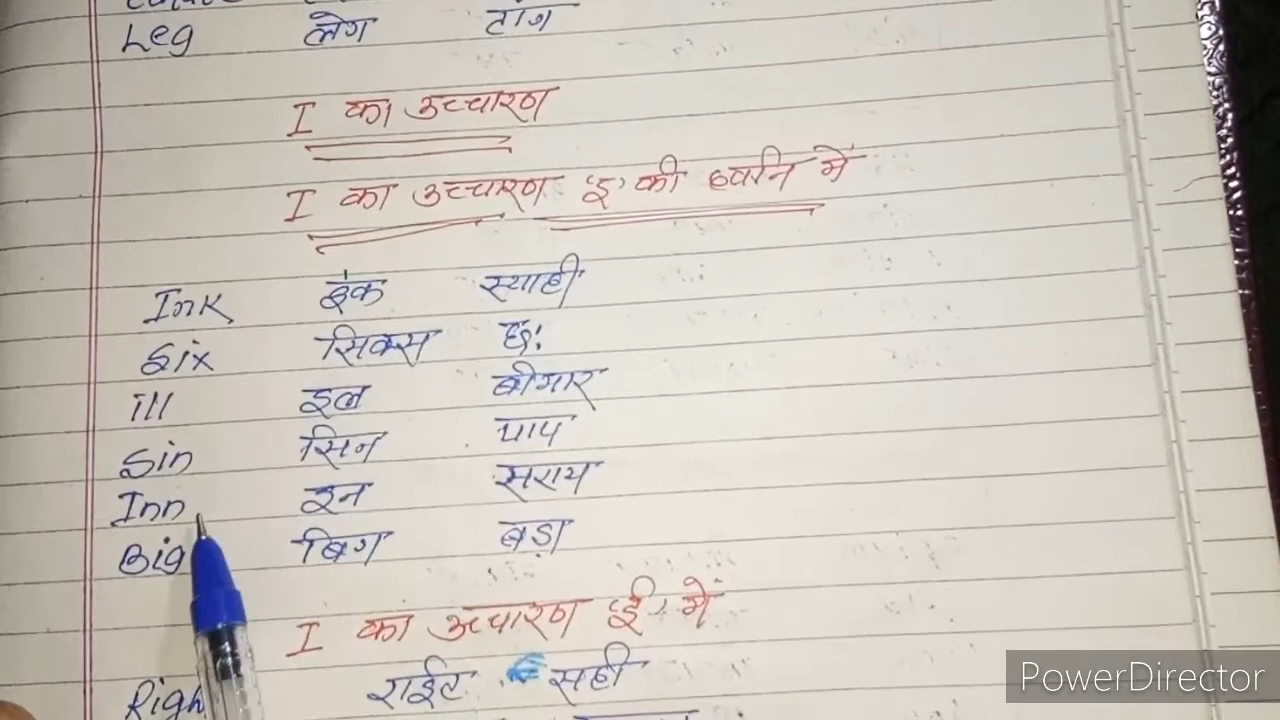 Leg लेग टांग
I का उच्चारण
I का उच्चारण 'इ' की ध्वनि में
Ink इंक स्याही
Six सिक्स छः
ill इल बीमार
Sin सिन पाप
Inn इन सराय
Big बिग बड़ा
I का उच्चारण 'ई' में
Righ राईट सही
PowerDirector